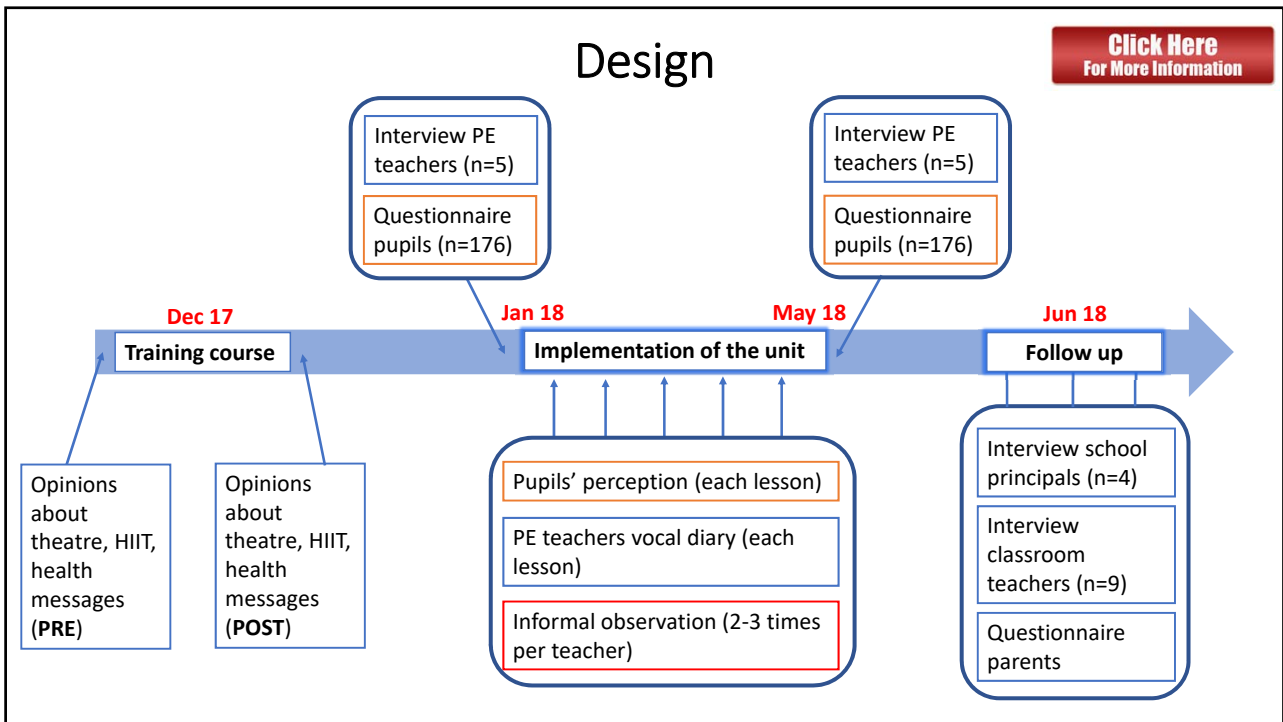 Design
Click Here
For More Information
Interview PE
teachers (n=5)
Questionnaire
pupils (n=176)
Interview PE
teachers (n=5)
Questionnaire
pupils (n=176)
Dec 17
Jan 18
May 18
Jun 18
Training course
Implementation of the unit
Follow up
Opinions
about
theatre, HIIT,
health
messages
(PRE)
Opinions
about
theatre, HIIT,
health
messages
(POST)
Pupils’ perception (each lesson)
PE teachers vocal diary (each
lesson)
Informal observation (2-3 times
per teacher)
Interview school
principals (n=4)
Interview
classroom
teachers (n=9)
Questionnaire
parents